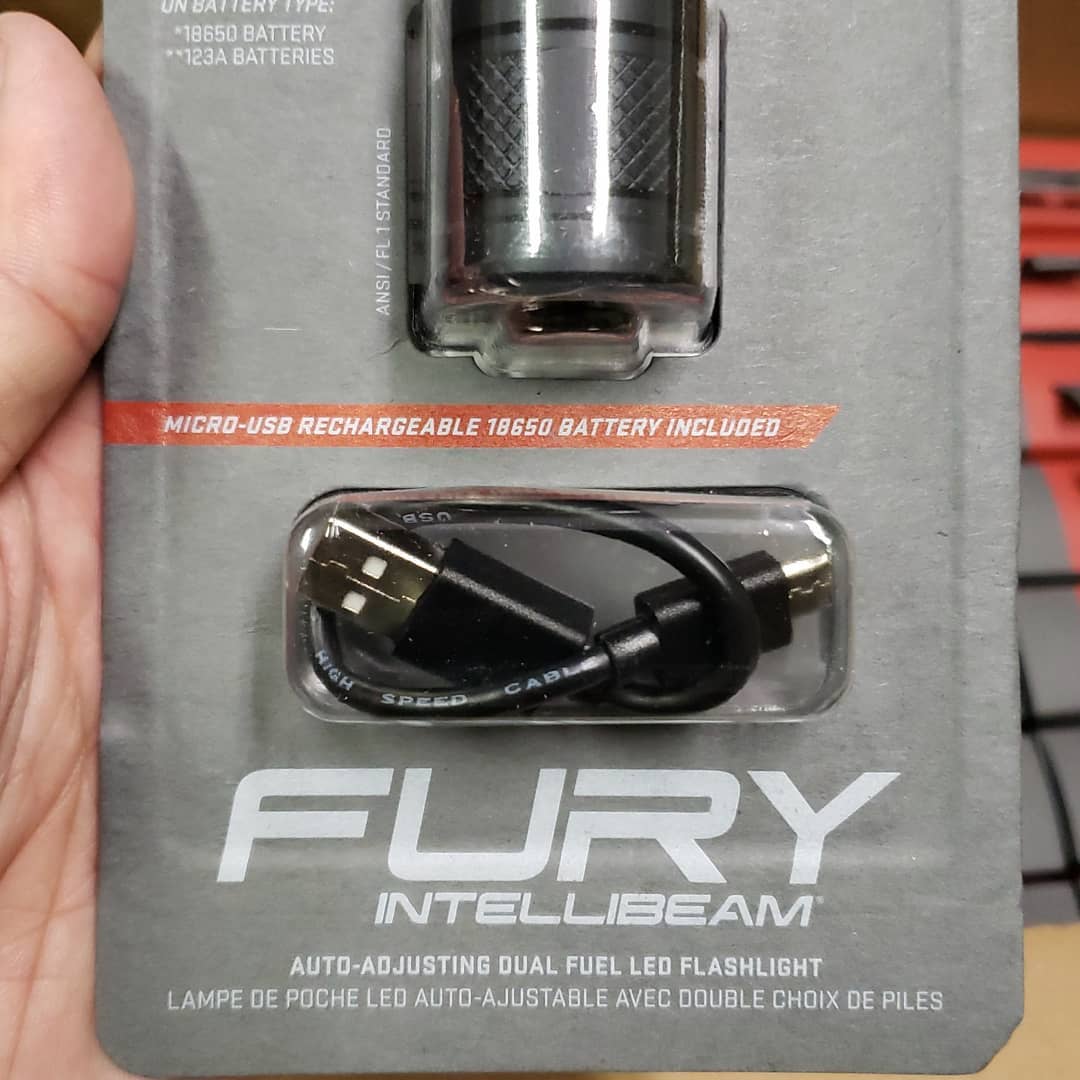 ON BATTERY TYPE:
*18650 BATTERY
**123A BATTERIES
ANSI / FL 1 STANDARD
MICRO-USB RECHARGEABLE 18650 BATTERY INCLUDED
USB
HIGH SPEED CABL
FURY
INTELLIBEAM
AUTO-ADJUSTING DUAL FUEL LED FLASHLIGHT
LAMPE DE POCHE LED AUTO-AJUSTABLE AVEC DOUBLE CHOIX DE PILES